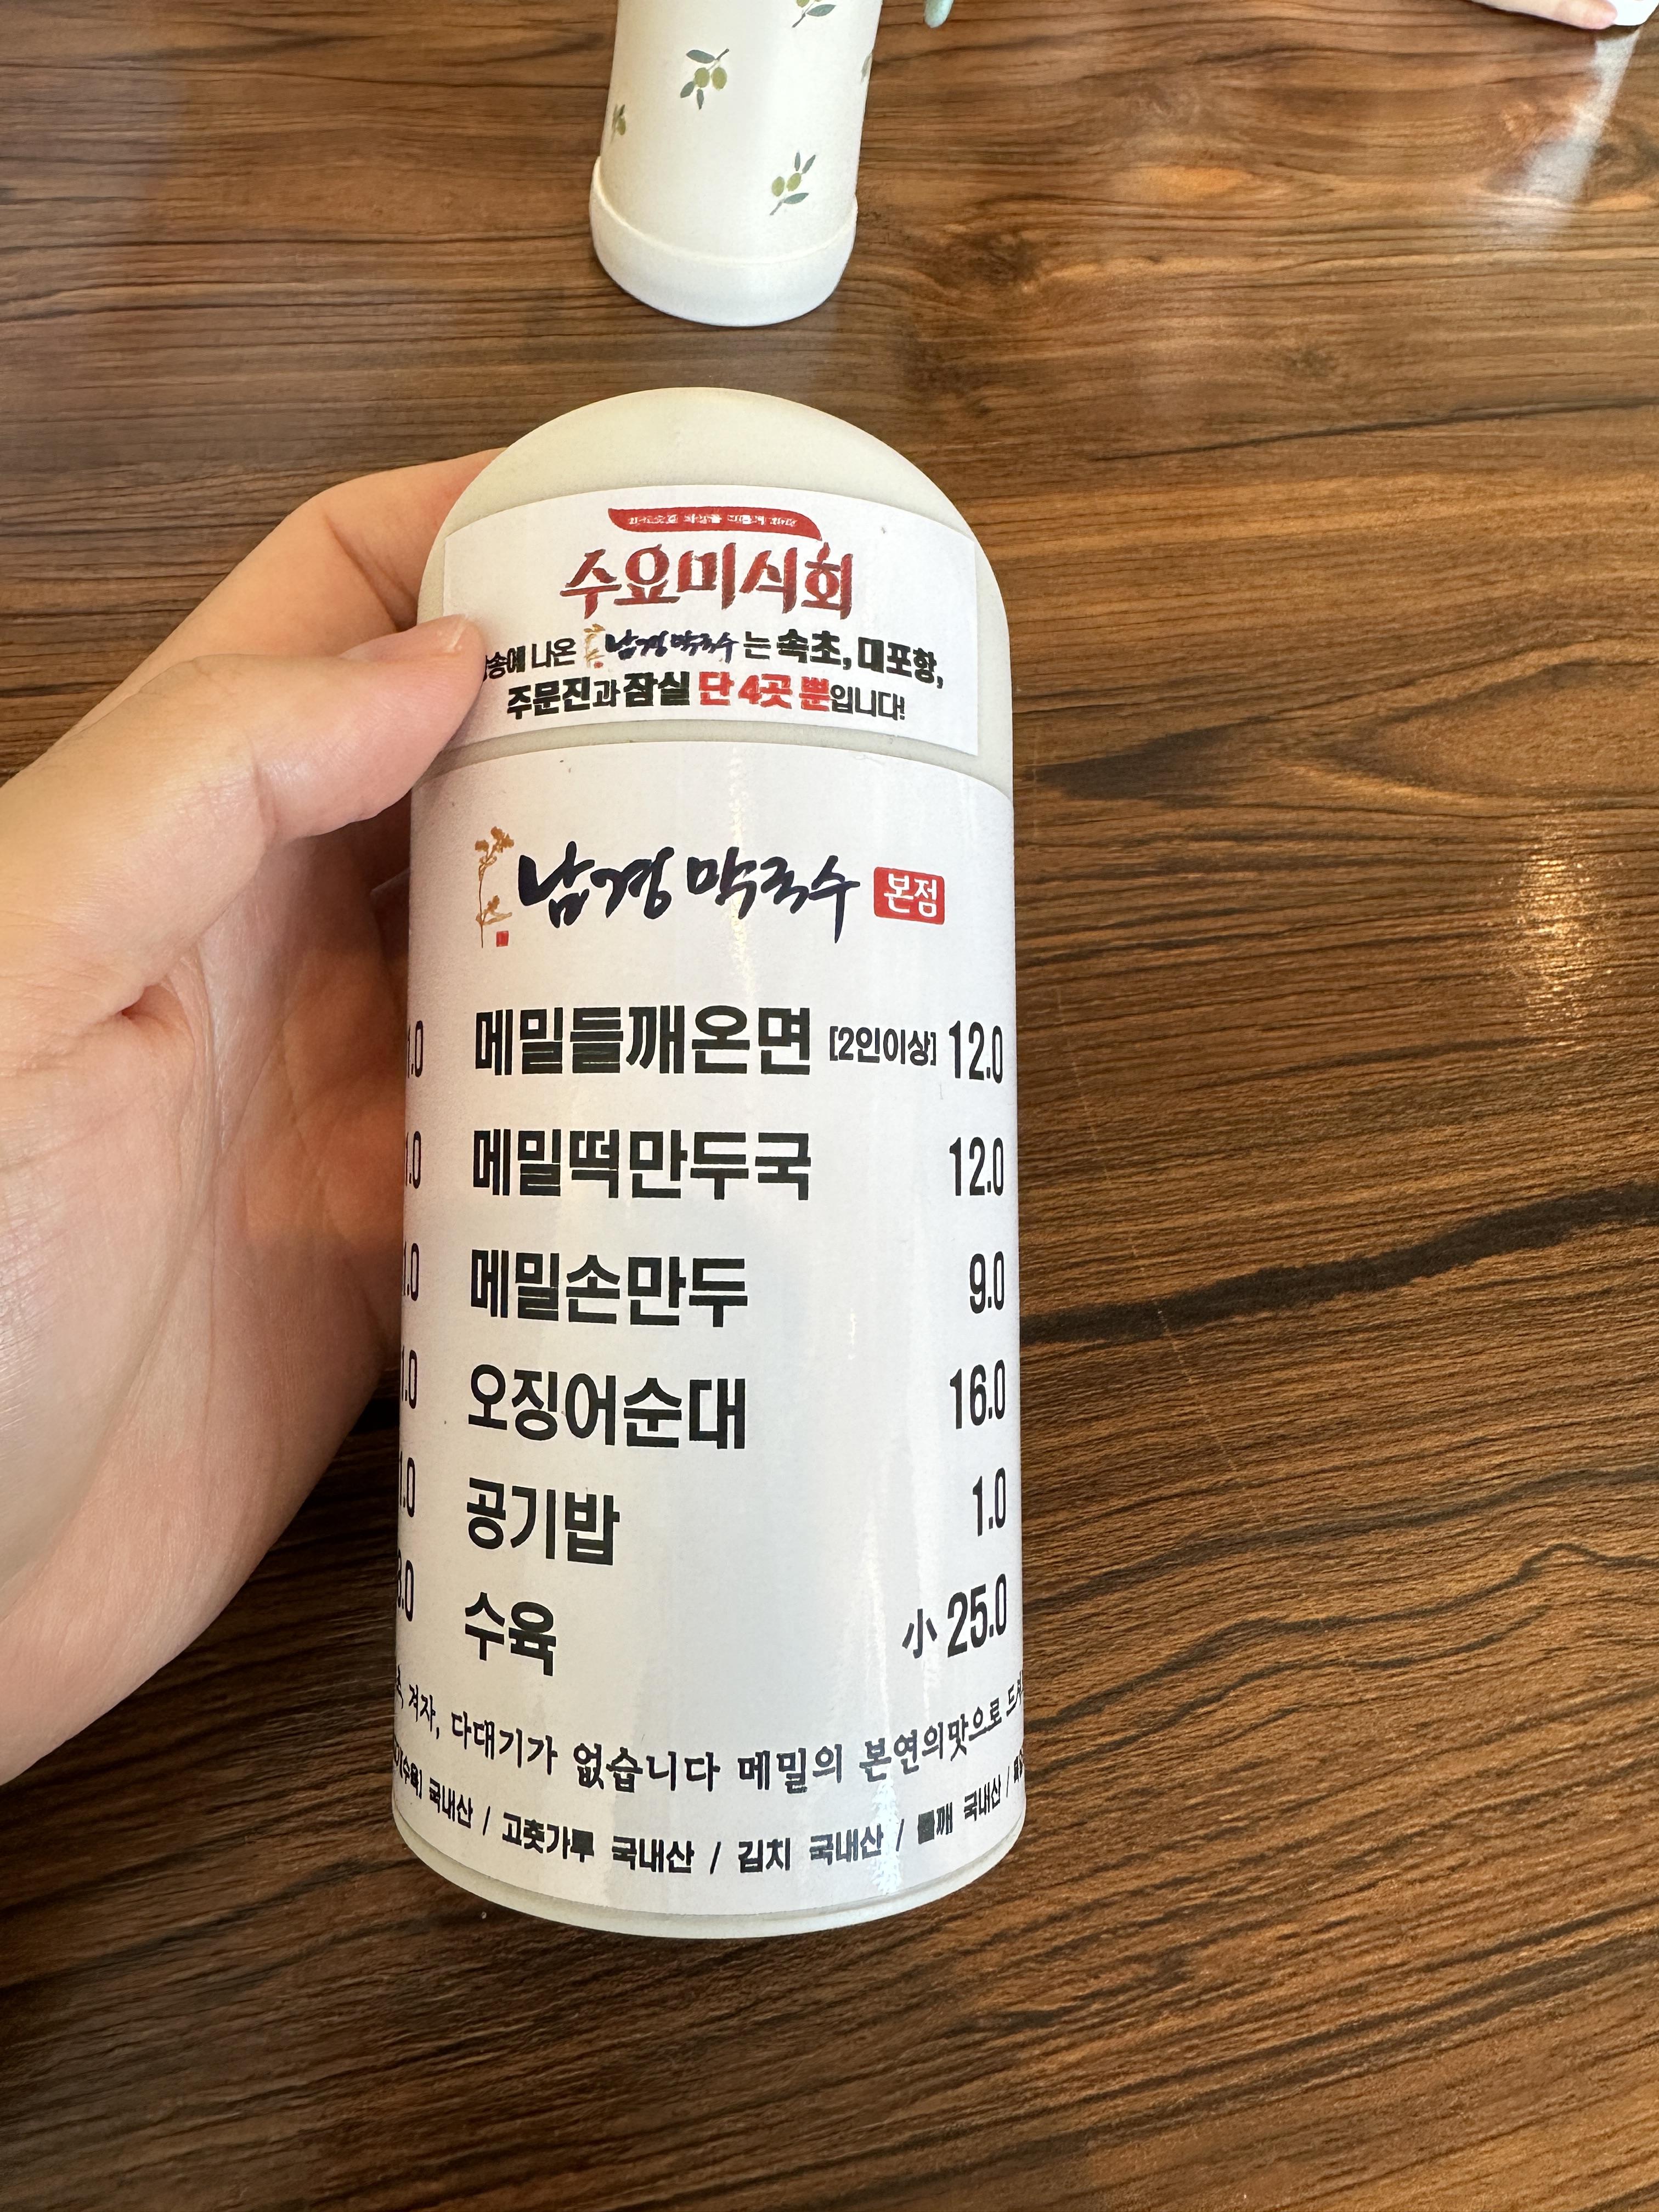 수요미식회
나온 남경막국수는 속초, 대포항,
주문진과 잠실 단 4곳 뿐입니다!
남경막국수 본점
메밀들깨온면 [2인이상] 12.0
메밀떡만두국 12.0
메밀손만두 9.0
오징어순대 16.0
공기밥 1.0
수육 小 25.0
겨자, 다대기가 없습니다 메밀의 본연의맛으로
국내산 / 고춧가루 국내산 / 김치 국내산 / 들깨 국내산 /